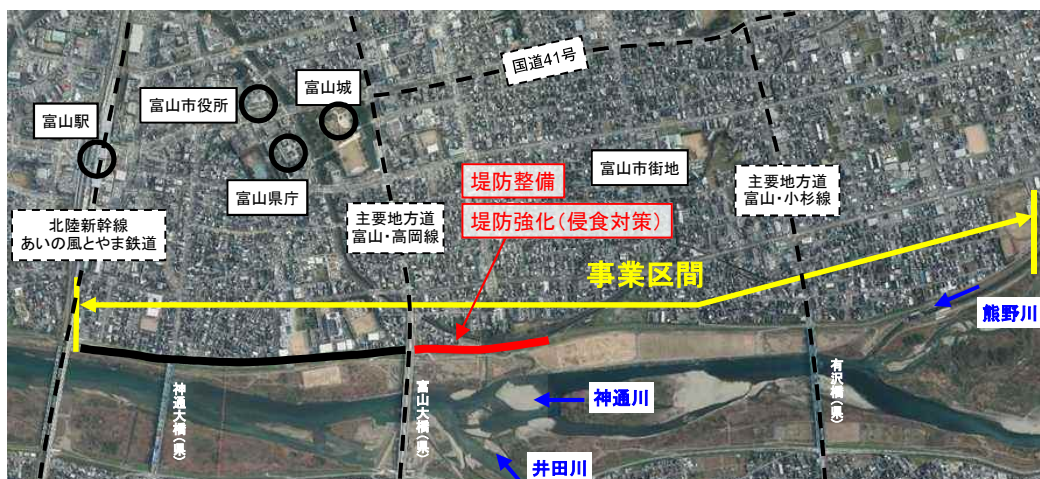 国道41号
富山城
富山市役所
富山駅
富山県庁
富山市街地
堤防整備
堤防強化(侵食対策)
主要地方道
富山・高岡線
主要地方道
富山・小杉線
北陸新幹線
あいの風とやま鉄道
事業区間
熊野川
神通川
井田川
神通大橋(県)
富山大橋(県)
有沢橋(県)